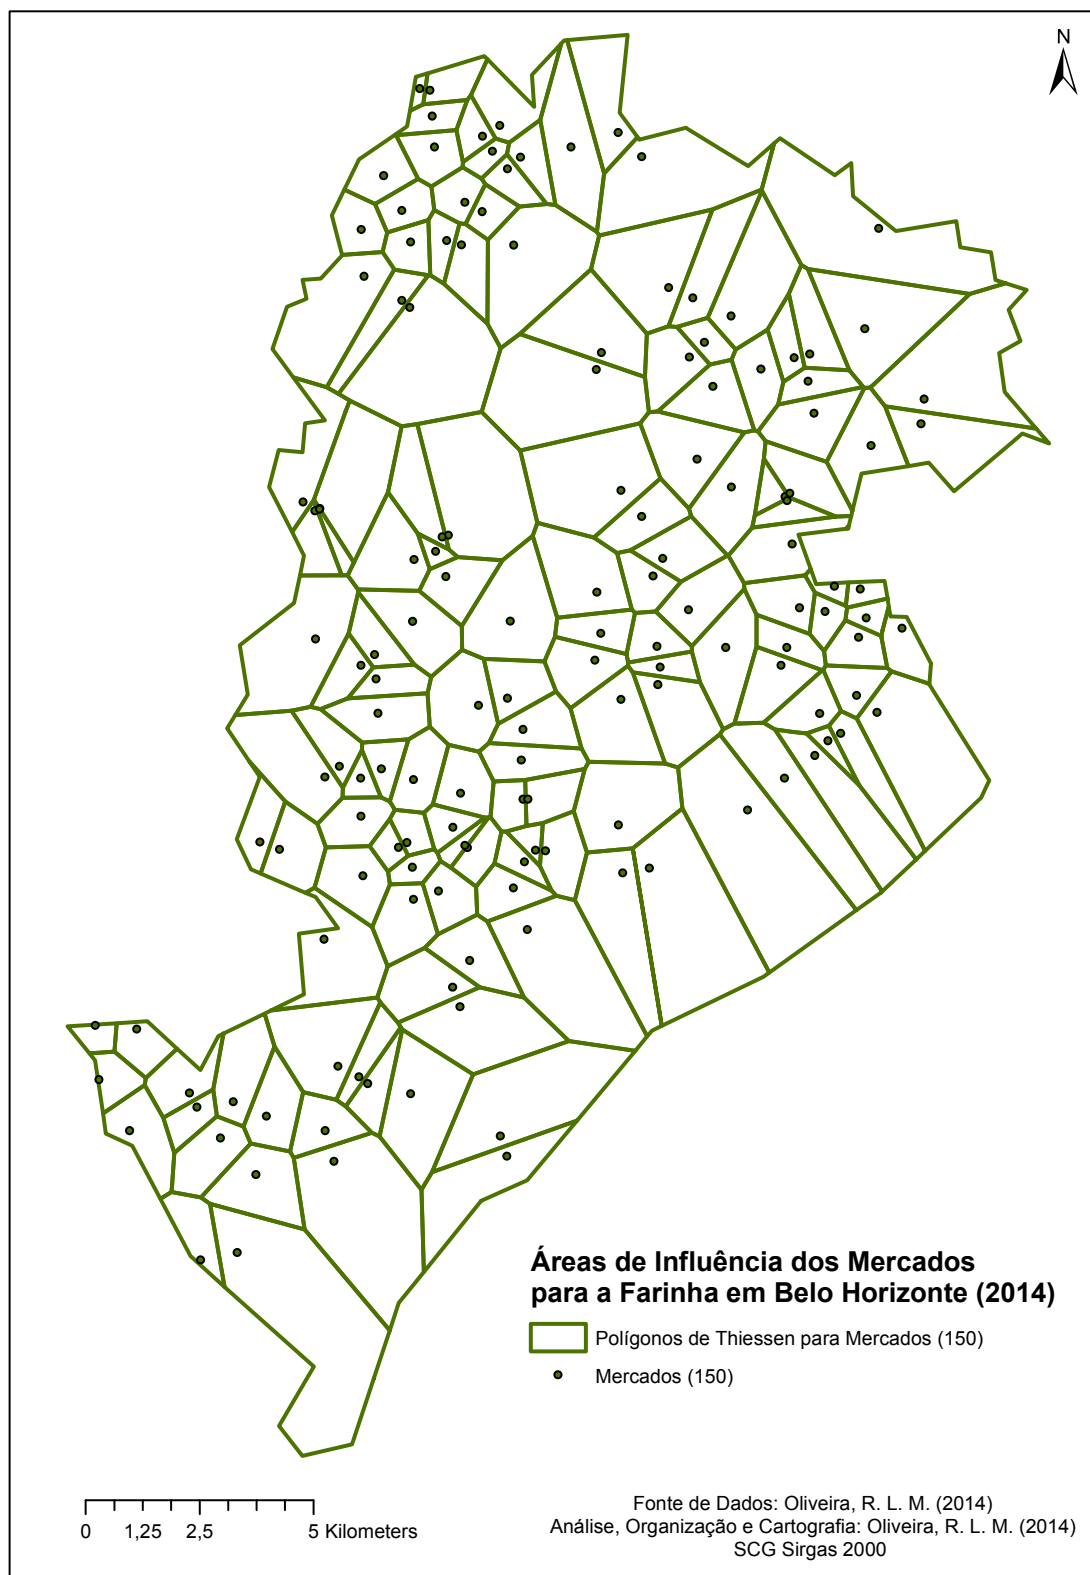 N
Áreas de Influência dos Mercados
para a Farinha em Belo Horizonte (2014)
Polígonos de Thiessen para Mercados (150)
Mercados (150)
0 1,25 2,5 5 Kilometers
Fonte de Dados: Oliveira, R. L. M. (2014)
Análise, Organização e Cartografia: Oliveira, R. L. M. (2014)
SCG Sirgas 2000